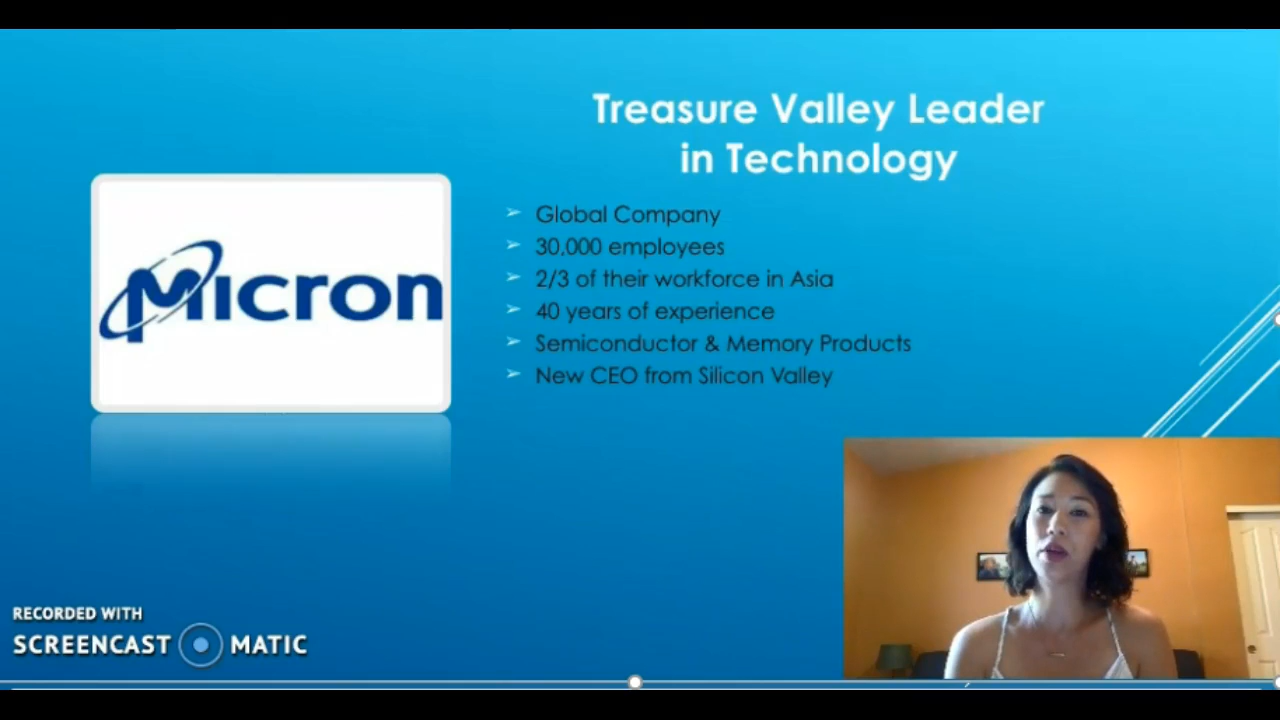 Treasure Valley Leader
in Technology
Micron
Global Company
30,000 employees
2/3 of their workforce in Asia
40 years of experience
Semiconductor & Memory Products
New CEO from Silicon Valley
RECORDED WITH
SCREENCAST MATIC